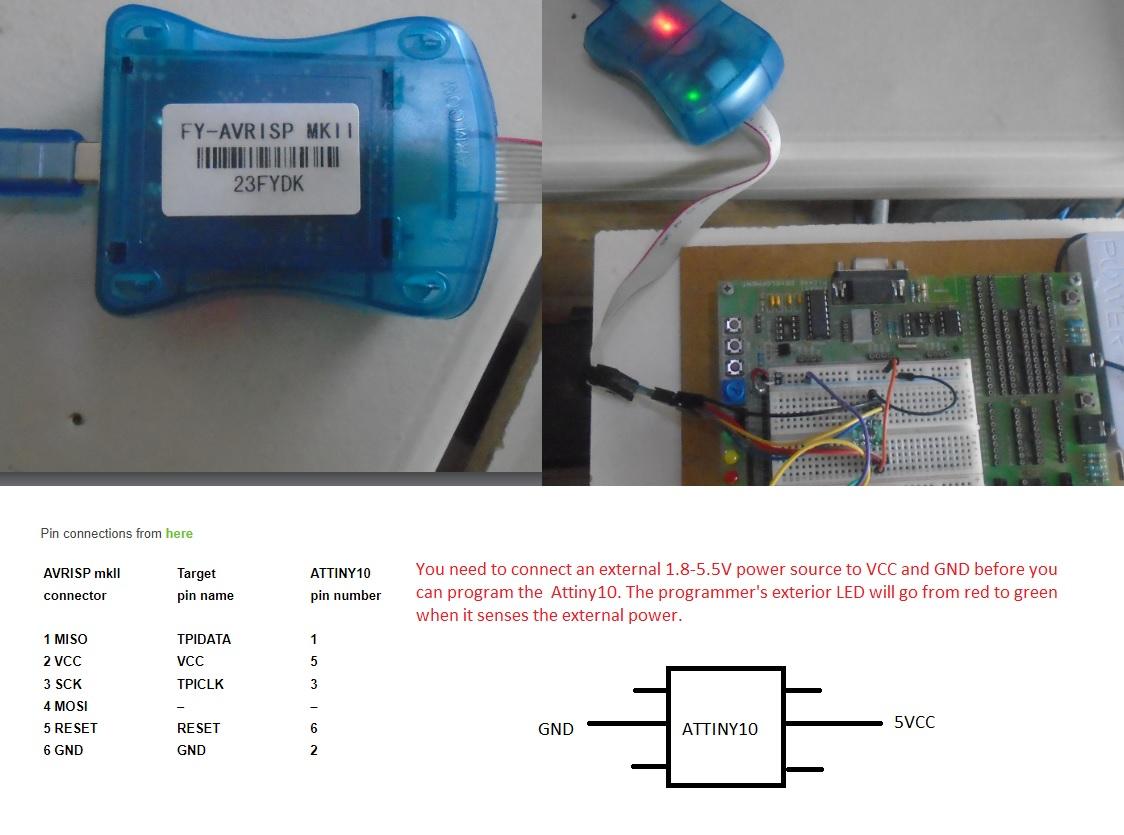 FY-AVRISP MKII
23FYDK
POWER
Pin connections from here
AVRISP mkII Target ATTINY10
connector pin name pin number
1 MISO TPIDATA 1
2 VCC VCC 5
3 SCK TPICLK 3
4 MOSI – –
5 RESET RESET 6
6 GND GND 2
You need to connect an external 1.8-5.5V power source to VCC and GND before you
can program the Attiny10. The programmer's exterior LED will go from red to green
when it senses the external power.
GND ATTINY10 5VCC